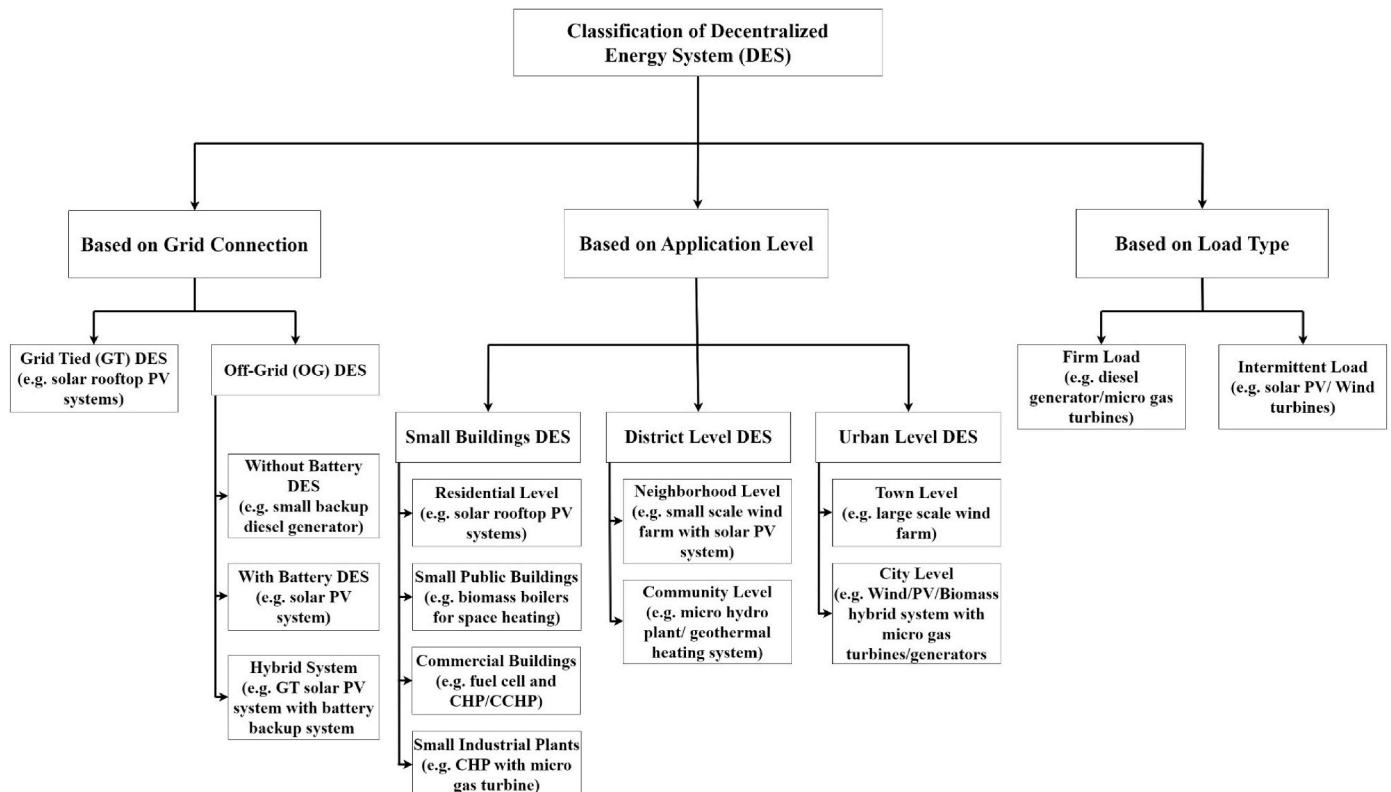 Classification of Decentralized
Energy System (DES)
Based on Grid Connection
Based on Application Level
Based on Load Type
Grid Tied (GT) DES
(e.g. solar rooftop PV
systems)
Off-Grid (OG) DES
Firm Load
(e.g. diesel
generator/micro gas
turbines)
Intermittent Load
(e.g. solar PV/ Wind
turbines)
Small Buildings DES
District Level DES
Urban Level DES
Without Battery
DES
(e.g. small backup
diesel generator)
With Battery DES
(e.g. solar PV
system)
Hybrid System
(e.g. GT solar PV
system with battery
backup system
Residential Level
(e.g. solar rooftop PV
systems)
Small Public Buildings
(e.g. biomass boilers
for space heating)
Commercial Buildings
(e.g. fuel cell and
CHP/CCHP)
Small Industrial Plants
(e.g. CHP with micro
gas turbine)
Neighborhood Level
(e.g. small scale wind
farm with solar PV
system)
Community Level
(e.g. micro hydro
plant/ geothermal
heating system)
Town Level
(e.g. large scale wind
farm)
City Level
(e.g. Wind/PV/Biomass
hybrid system with
micro gas
turbines/generators